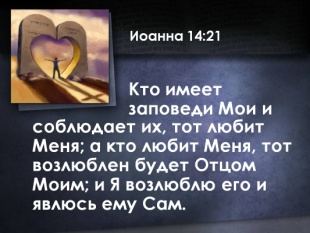 Иоанна 14:21
Кто имеет
заповеди Мои и
соблюдает их, тот любит
Меня; а кто любит Меня, тот
возлюблен будет Отцом
Моим; и Я возлюблю его и
явлюсь ему Сам.